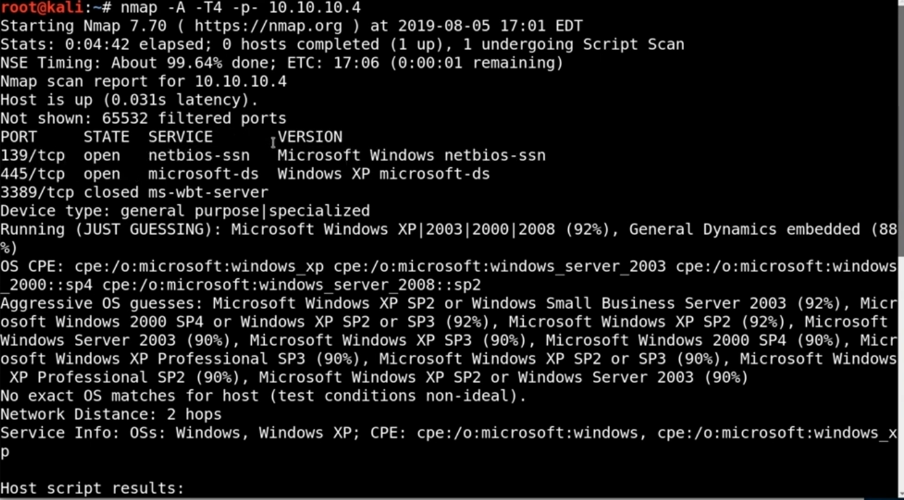 root@kali:~# nmap -A -T4 -p- 10.10.10.4
Starting Nmap 7.70 ( https://nmap.org ) at 2019-08-05 17:01 EDT
Stats: 0:04:42 elapsed; 0 hosts completed (1 up), 1 undergoing Script Scan
NSE Timing: About 99.64% done; ETC: 17:06 (0:00:01 remaining)
Nmap scan report for 10.10.10.4
Host is up (0.031s latency).
Not shown: 65532 filtered ports
PORT     STATE  SERVICE       VERSION
139/tcp  open   netbios-ssn   Microsoft Windows netbios-ssn
445/tcp  open   microsoft-ds  Windows XP microsoft-ds
3389/tcp closed ms-wbt-server
Device type: general purpose|specialized
Running (JUST GUESSING): Microsoft Windows XP|2003|2000|2008 (92%), General Dynamics embedded (88
%)
OS CPE: cpe:/o:microsoft:windows_xp cpe:/o:microsoft:windows_server_2003 cpe:/o:microsoft:windows
_2000::sp4 cpe:/o:microsoft:windows_server_2008::sp2
Aggressive OS guesses: Microsoft Windows XP SP2 or Windows Small Business Server 2003 (92%), Micr
osoft Windows 2000 SP4 or Windows XP SP2 or SP3 (92%), Microsoft Windows XP SP2 (92%), Microsoft
Windows Server 2003 (90%), Microsoft Windows XP SP3 (90%), Microsoft Windows 2000 SP4 (90%), Micr
osoft Windows XP Professional SP3 (90%), Microsoft Windows XP SP2 or SP3 (90%), Microsoft Windows
XP Professional SP2 (90%), Microsoft Windows XP SP2 or Windows Server 2003 (90%)
No exact OS matches for host (test conditions non-ideal).
Network Distance: 2 hops
Service Info: OSs: Windows, Windows XP; CPE: cpe:/o:microsoft:windows, cpe:/o:microsoft:windows_x
p
Host script results: